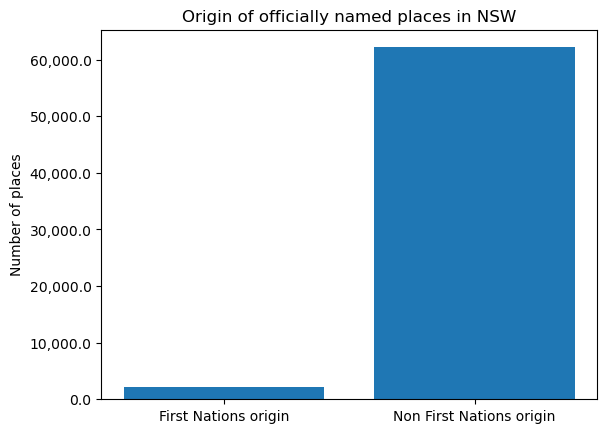 Origin of officially named places in NSW
Number of places
60,000.0
50,000.0
40,000.0
30,000.0
20,000.0
10,000.0
0.0
First Nations origin
Non First Nations origin